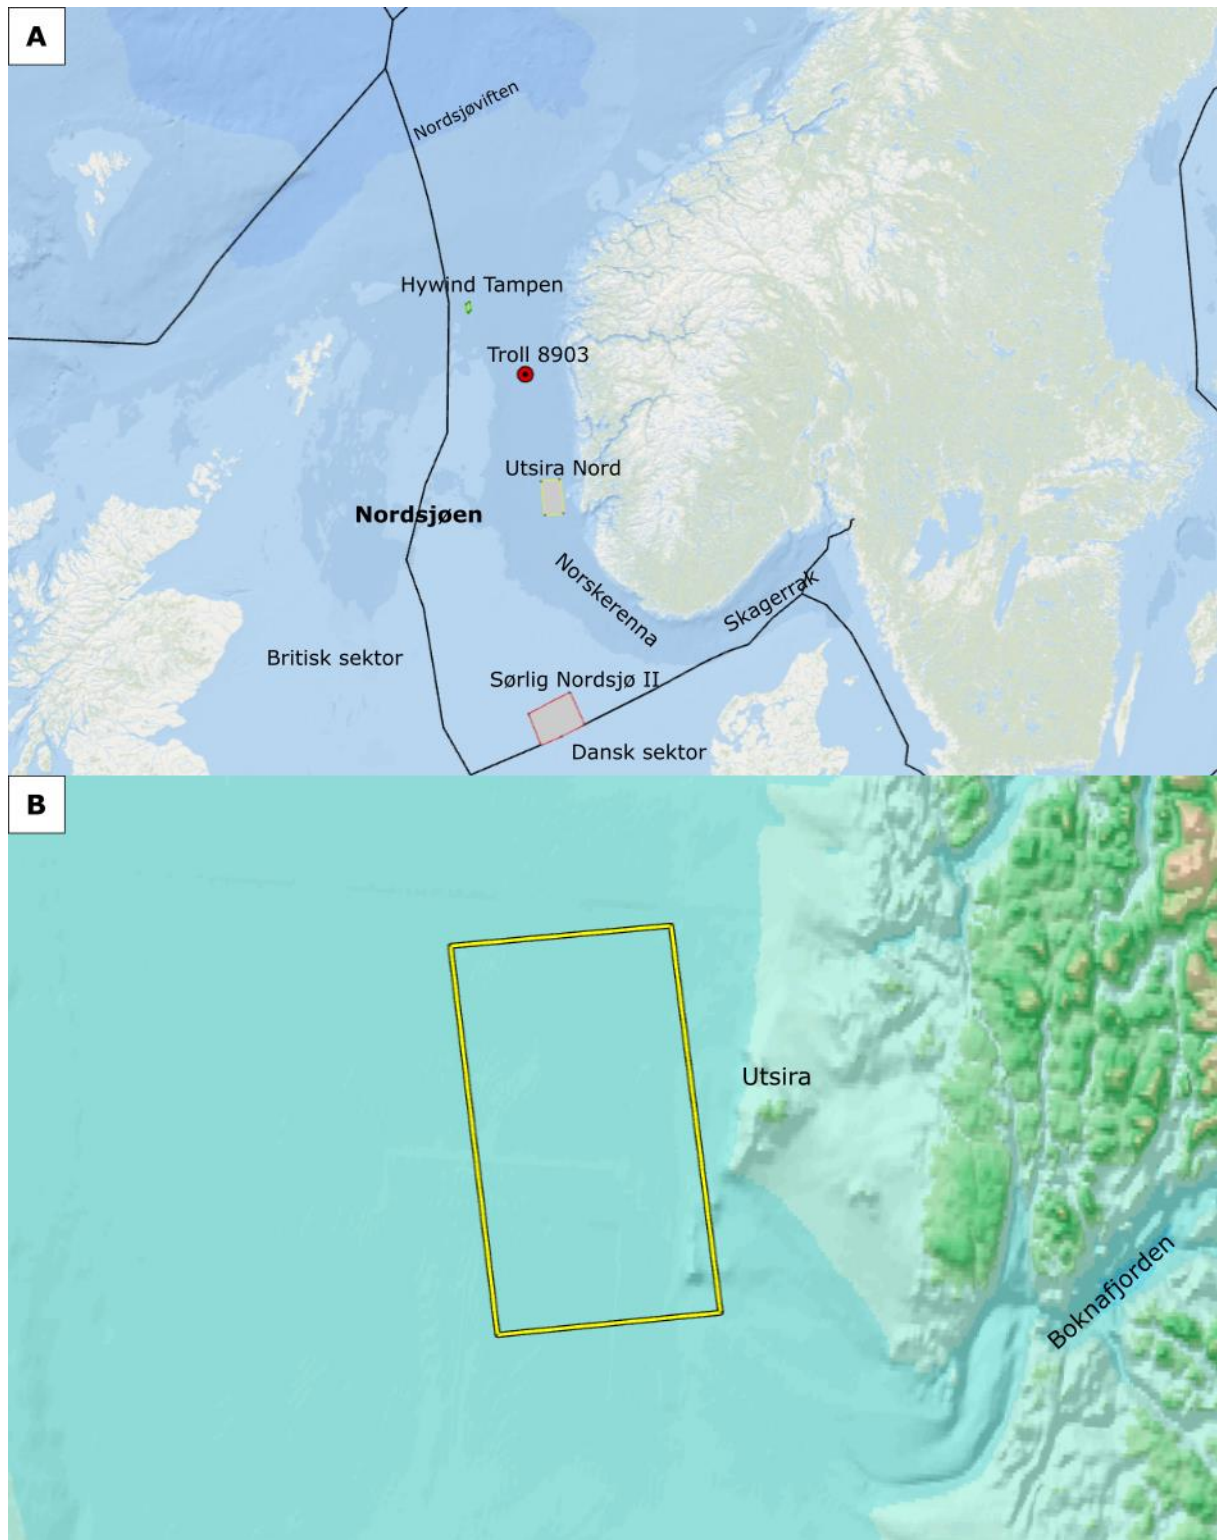 A
Nordsjøviften
Hywind Tampen
Troll 8903
Utsira Nord
Nordsjøen
Norskerenna
Skagerrak
Britisk sektor
Sørlig Nordsjø II
Dansk sektor
B
Utsira
Boknafjorden